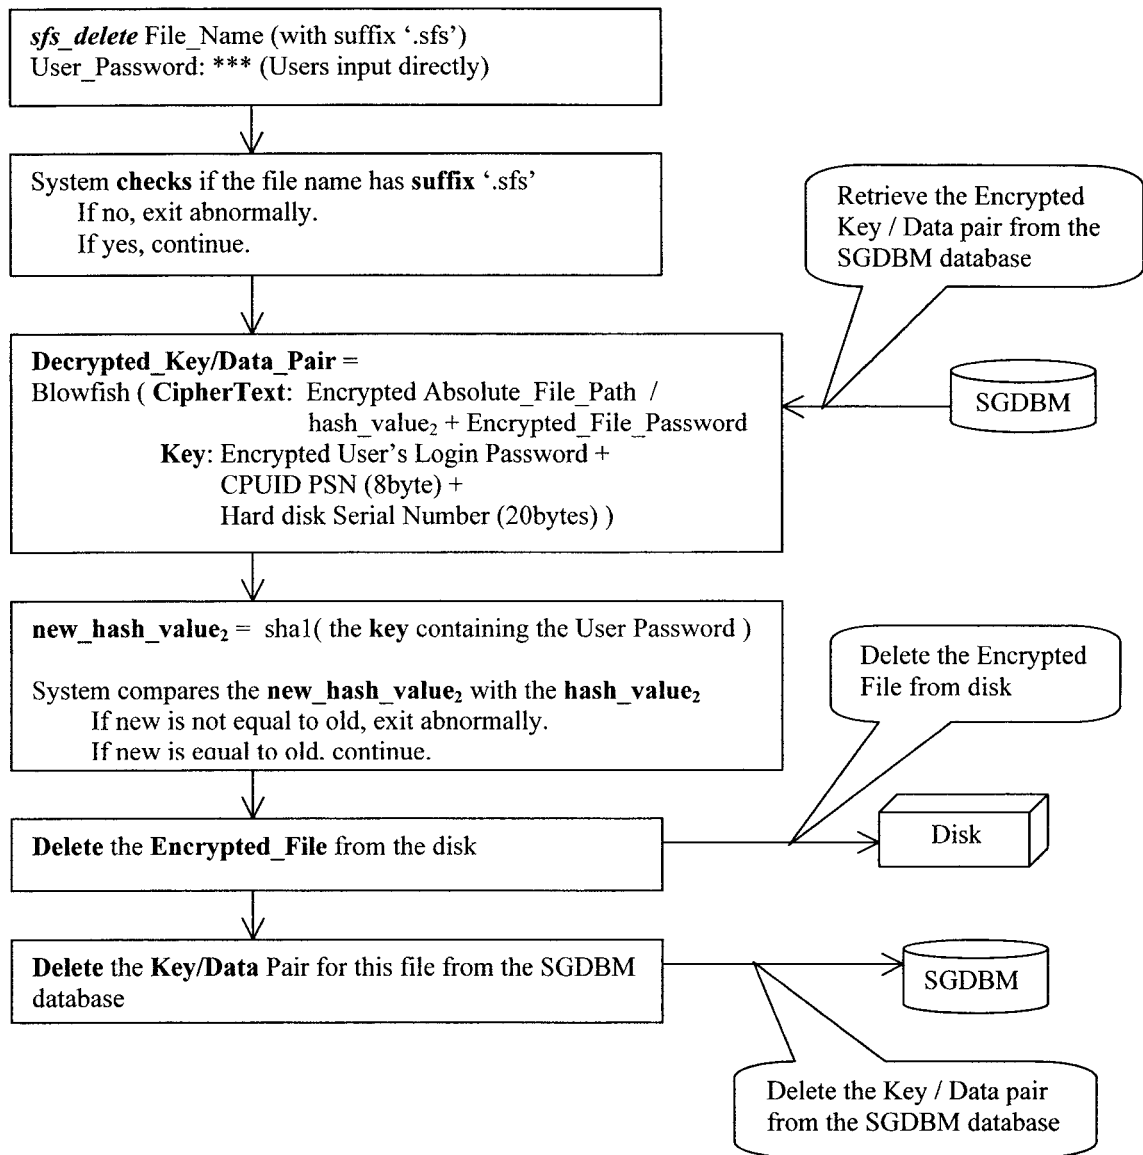 sfs_delete File_Name (with suffix ‘.sfs’)
User_Password: *** (Users input directly)
System checks if the file name has suffix ‘.sfs’
If no, exit abnormally.
If yes, continue.
Retrieve the Encrypted
Key / Data pair from the
SGDBM database
Decrypted_Key/Data_Pair =
Blowfish ( CipherText: Encrypted Absolute_File_Path /
hash_value₂ + Encrypted_File_Password
Key: Encrypted User’s Login Password +
CPUID PSN (8byte) +
Hard disk Serial Number (20bytes) )
SGDBM
new_hash_value₂ = sha1( the key containing the User Password )
System compares the new_hash_value₂ with the hash_value₂
If new is not equal to old, exit abnormally.
If new is equal to old, continue.
Delete the Encrypted
File from disk
Delete the Encrypted_File from the disk
Disk
Delete the Key/Data Pair for this file from the SGDBM
database
SGDBM
Delete the Key / Data pair
from the SGDBM database